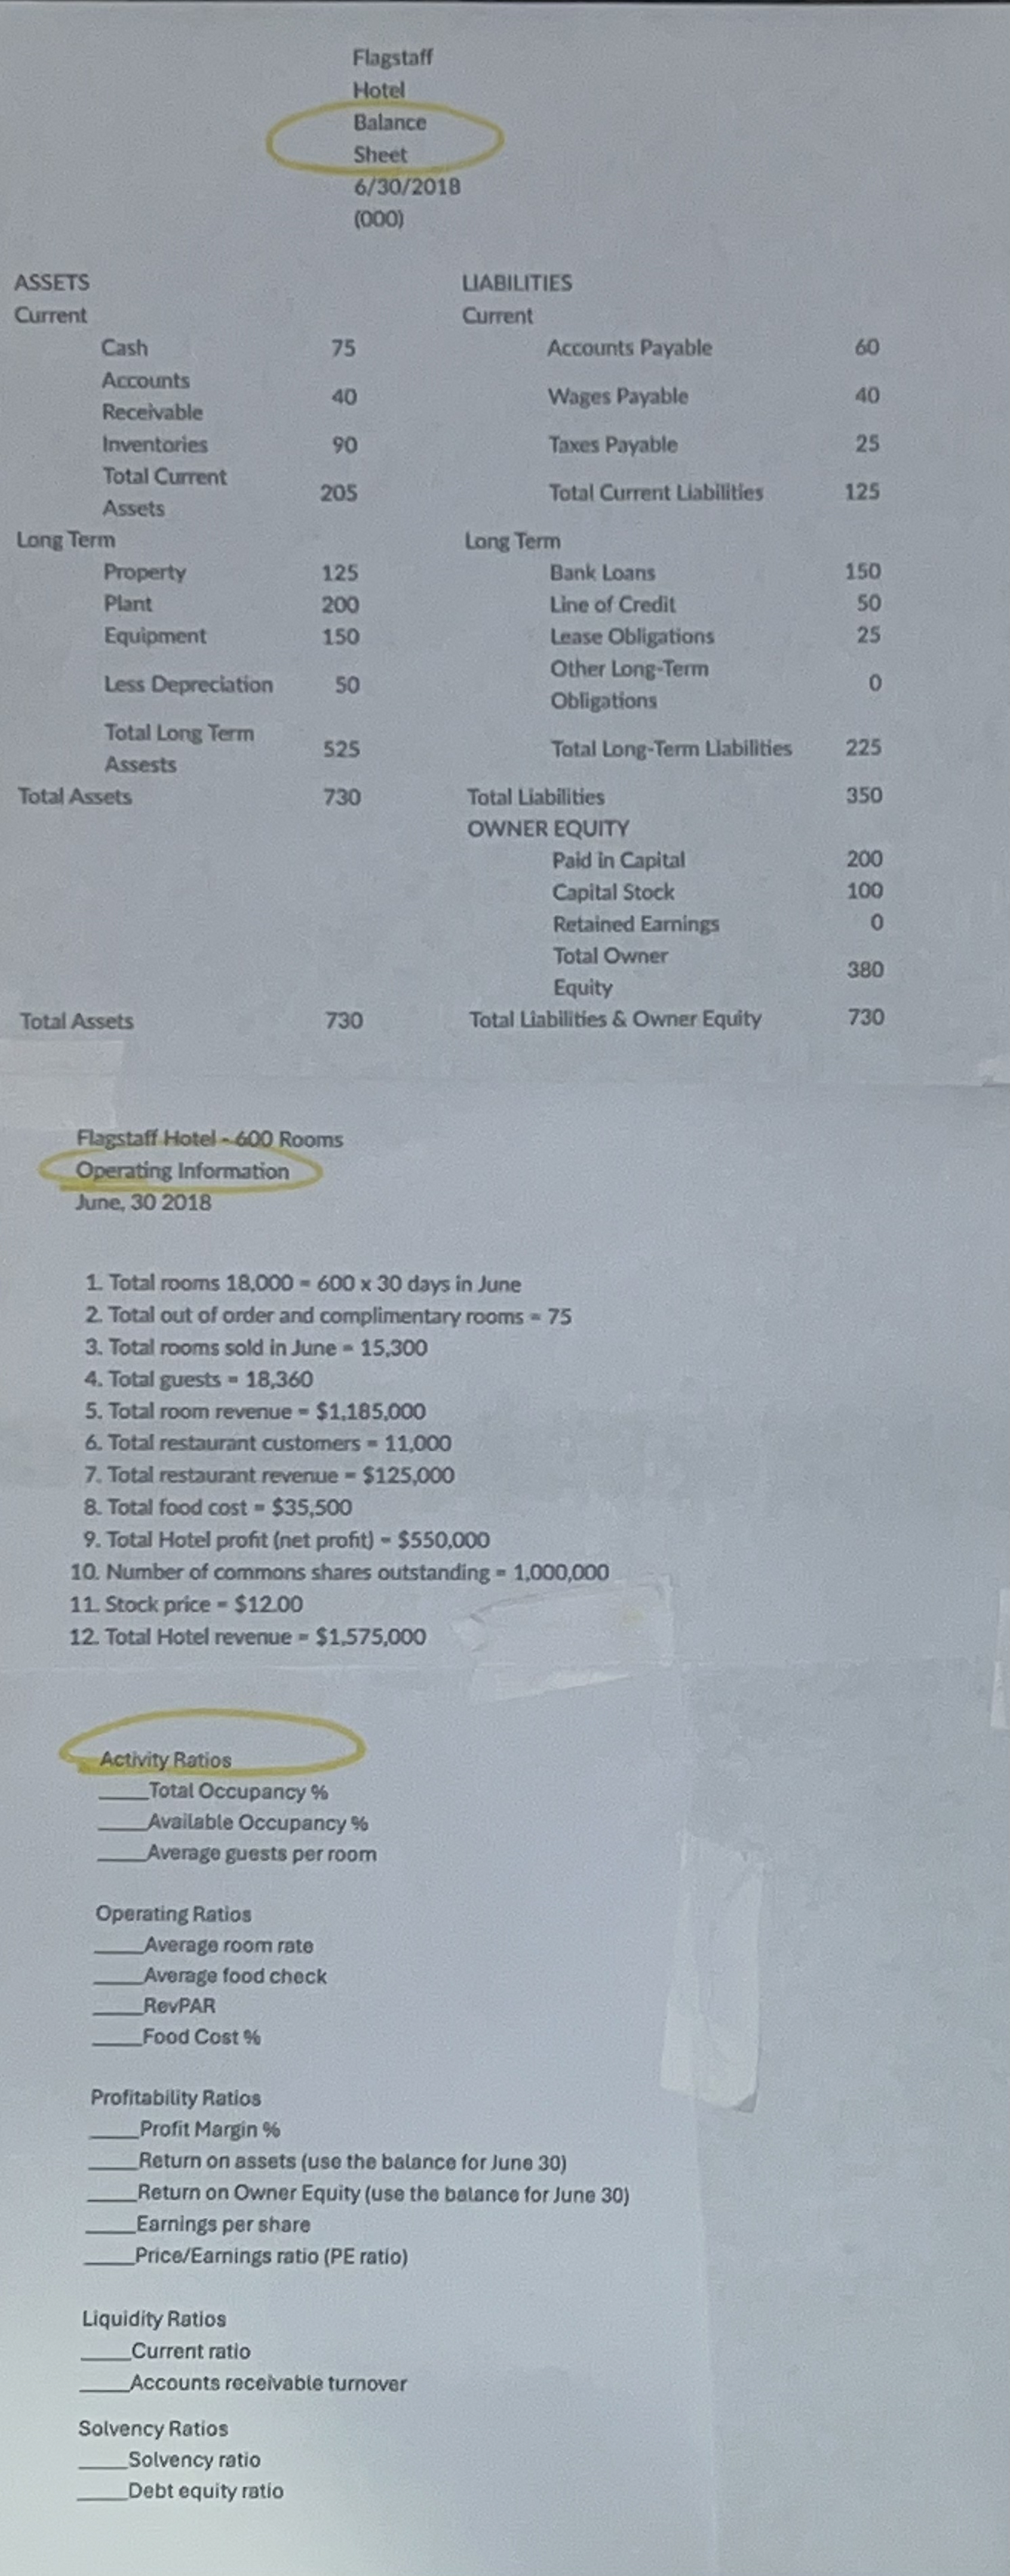 Flagstaff
Hotel
Balance
Sheet
6/30/2018
(000)
ASSETS LIABILITIES
Current Current
Cash 75 Accounts Payable 60
Accounts Receivable 40 Wages Payable 40
Inventories 90 Taxes Payable 25
Total Current Assets 205 Total Current Liabilities 125
Long Term Long Term
Property 125 Bank Loans 150
Plant 200 Line of Credit 50
Equipment 150 Lease Obligations 25
Less Depreciation 50 Other Long-Term Obligations 0
Total Long Term Assests 525 Total Long-Term Liabilities 225
Total Assets 730 Total Liabilities 350
OWNER EQUITY
Paid in Capital 200
Capital Stock 100
Retained Earnings 0
Total Owner Equity 380
Total Assets 730 Total Liabilities & Owner Equity 730
Flagstaff Hotel - 600 Rooms
Operating Information
June, 30 2018
1. Total rooms 18,000 = 600 x 30 days in June
2. Total out of order and complimentary rooms = 75
3. Total rooms sold in June = 15,300
4. Total guests = 18,360
5. Total room revenue = $1,185,000
6. Total restaurant customers = 11,000
7. Total restaurant revenue = $125,000
8. Total food cost = $35,500
9. Total Hotel profit (net profit) = $550,000
10. Number of commons shares outstanding = 1,000,000
11. Stock price = $12.00
12. Total Hotel revenue = $1,575,000
Activity Ratios
____Total Occupancy %
____Available Occupancy %
____Average guests per room
Operating Ratios
____Average room rate
____Average food check
____RevPAR
____Food Cost %
Profitability Ratios
____Profit Margin %
____Return on assets (use the balance for June 30)
____Return on Owner Equity (use the balance for June 30)
____Earnings per share
____Price/Earnings ratio (PE ratio)
Liquidity Ratios
____Current ratio
____Accounts receivable turnover
Solvency Ratios
____Solvency ratio
____Debt equity ratio